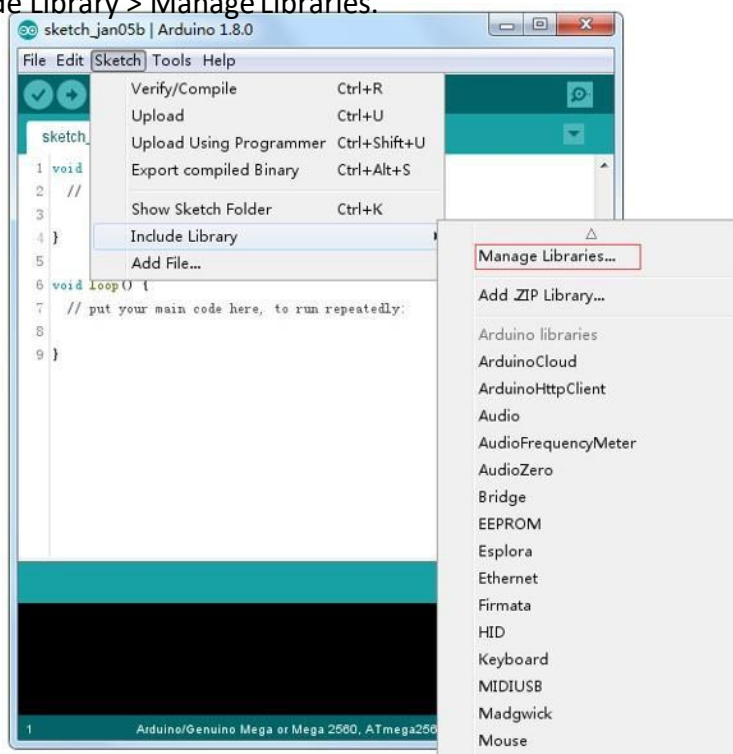 de Library > Manage Libraries.
sketch_jan05b | Arduino 1.8.0
File Edit Sketch Tools Help
Verify/Compile Ctrl+R
Upload Ctrl+U
sketch_
Upload Using Programmer Ctrl+Shift+U
1 void
Export compiled Binary Ctrl+Alt+S
2 //
3
Show Sketch Folder Ctrl+K
4 }
Include Library
5
Add File...
6 void loop() {
7 // put your main code here, to run repeatedly:
8
9 }
Manage Libraries...
Add .ZIP Library...
Arduino libraries
ArduinoCloud
ArduinoHttpClient
Audio
AudioFrequencyMeter
AudioZero
Bridge
EEPROM
Esplora
Ethernet
Firmata
HID
Keyboard
MIDIUSB
Madgwick
Mouse
1 Arduino/Genuino Mega or Mega 2560, ATmega256